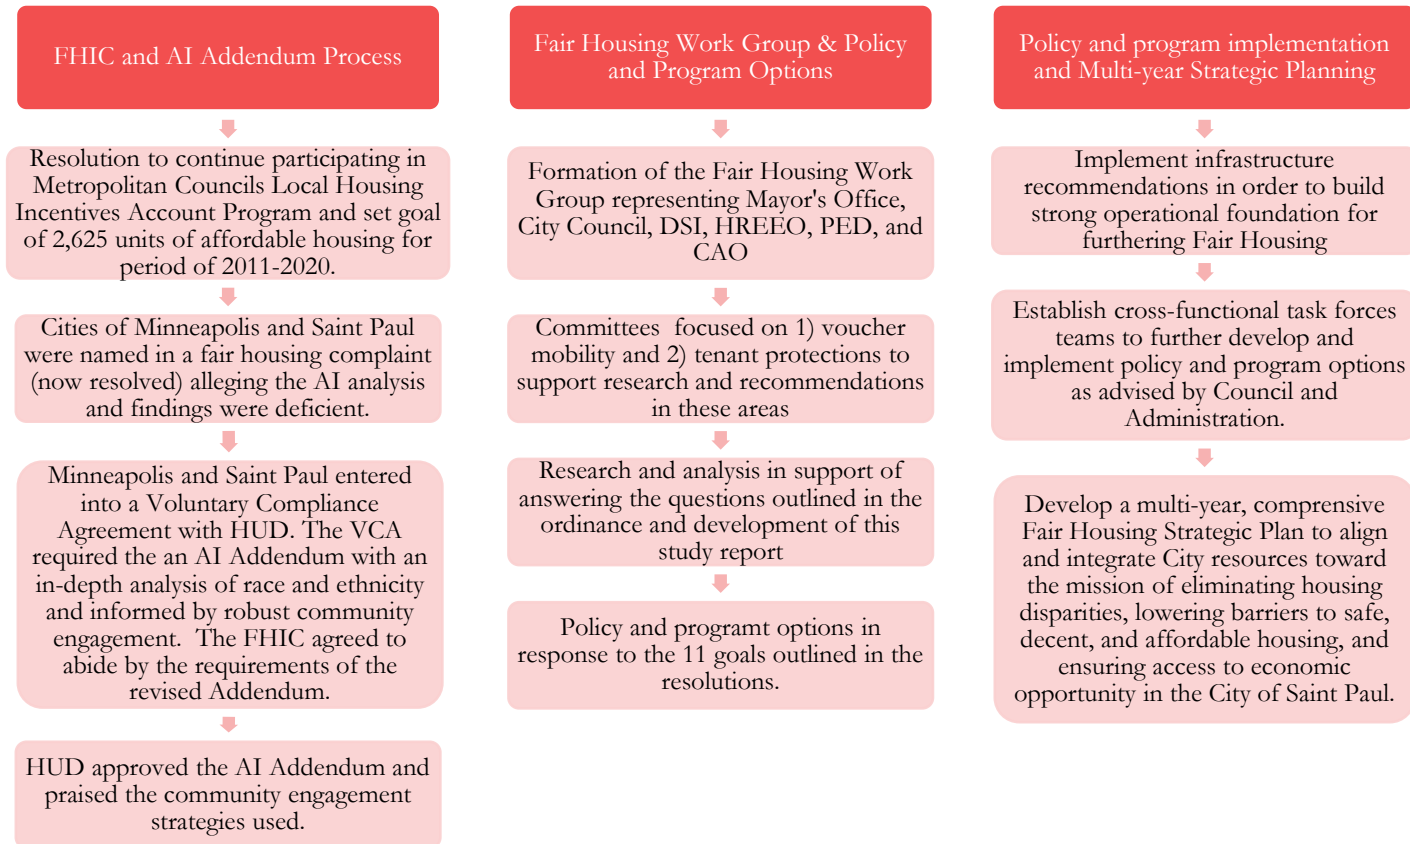 FHIC and AI Addendum Process
Resolution to continue participating in
Metropolitan Councils Local Housing
Incentives Account Program and set goal
of 2,625 units of affordable housing for
period of 2011-2020.
Cities of Minneapolis and Saint Paul
were named in a fair housing complaint
(now resolved) alleging the AI analysis
and findings were deficient.
Minneapolis and Saint Paul entered
into a Voluntary Compliance
Agreement with HUD. The VCA
required the an AI Addendum with an
in-depth analysis of race and ethnicity
and informed by robust community
engagement. The FHIC agreed to
abide by the requirements of the
revised Addendum.
HUD approved the AI Addendum and
praised the community engagement
strategies used.
Fair Housing Work Group & Policy
and Program Options
Formation of the Fair Housing Work
Group representing Mayor's Office,
City Council, DSI, HREEO, PED, and
CAO
Committees focused on 1) voucher
mobility and 2) tenant protections to
support research and recommendations
in these areas
Research and analysis in support of
answering the questions outlined in the
ordinance and development of this
study report
Policy and programt options in
response to the 11 goals outlined in the
resolutions.
Policy and program implementation
and Multi-year Strategic Planning
Implement infrastructure
recommendations in order to build
strong operational foundation for
furthering Fair Housing
Establish cross-functional task forces
teams to further develop and
implement policy and program options
as advised by Council and
Administration.
Develop a multi-year, comprensive
Fair Housing Strategic Plan to align
and integrate City resources toward
the mission of eliminating housing
disparities, lowering barriers to safe,
decent, and affordable housing, and
ensuring access to economic
opportunity in the City of Saint Paul.